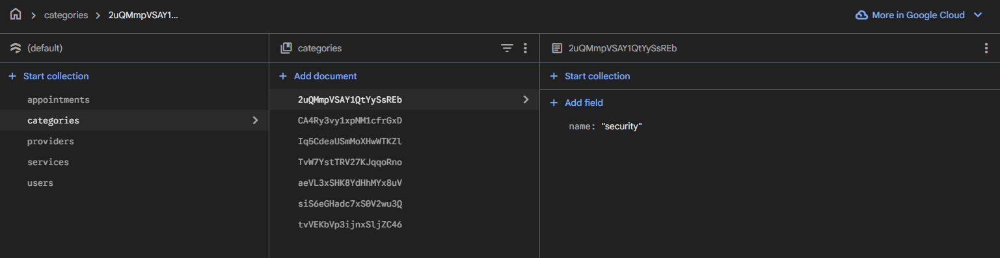 categories 2uQMmpVSAY1... More in Google Cloud
(default)
Start collection
appointments
categories
providers
services
users
categories
Add document
2uQMmpVSAY1QtYySsREb
CA4Ry3vy1xpNM1cfrGxD
Iq5CdeaUSmMoXHwWTKZl
TvW7YstTRV27KJqqoRno
aeVL3xSHK8YdHhMYx8uV
siS6eGHadc7xS0V2wu3Q
tvVEKbVp3ijnxSljZC46
2uQMmpVSAY1QtYySsREb
Start collection
Add field
name: "security"